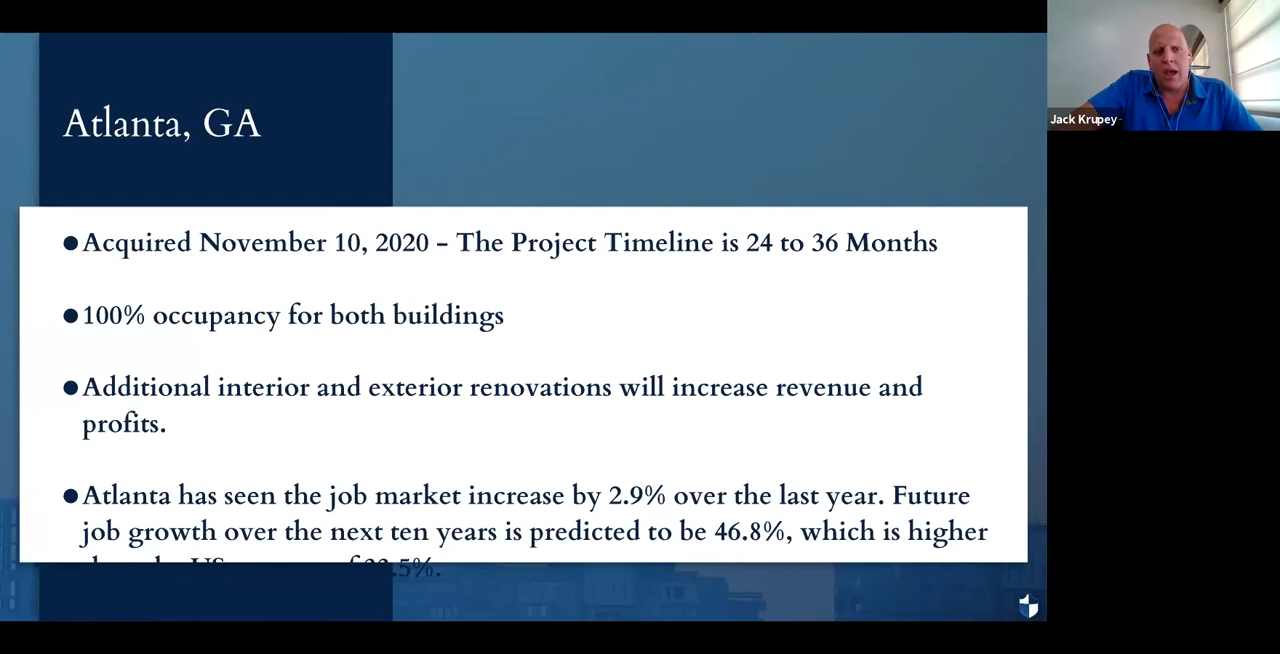 Atlanta, GA
●Acquired November 10, 2020 – The Project Timeline is 24 to 36 Months
●100% occupancy for both buildings
●Additional interior and exterior renovations will increase revenue and
profits.
●Atlanta has seen the job market increase by 2.9% over the last year. Future
job growth over the next ten years is predicted to be 46.8%, which is higher
US of
Jack Krupey